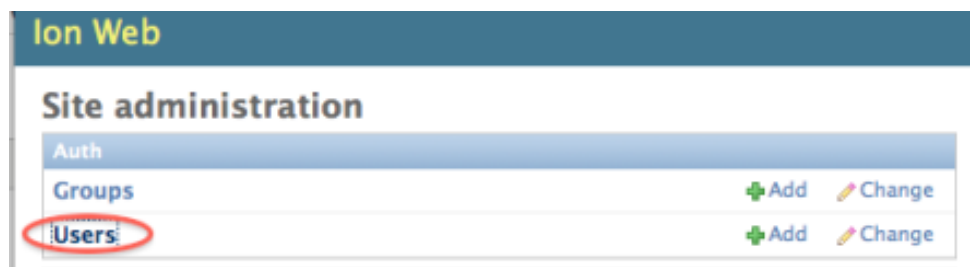 Ion Web
Site administration
Auth
Groups Add Change
Users Add Change